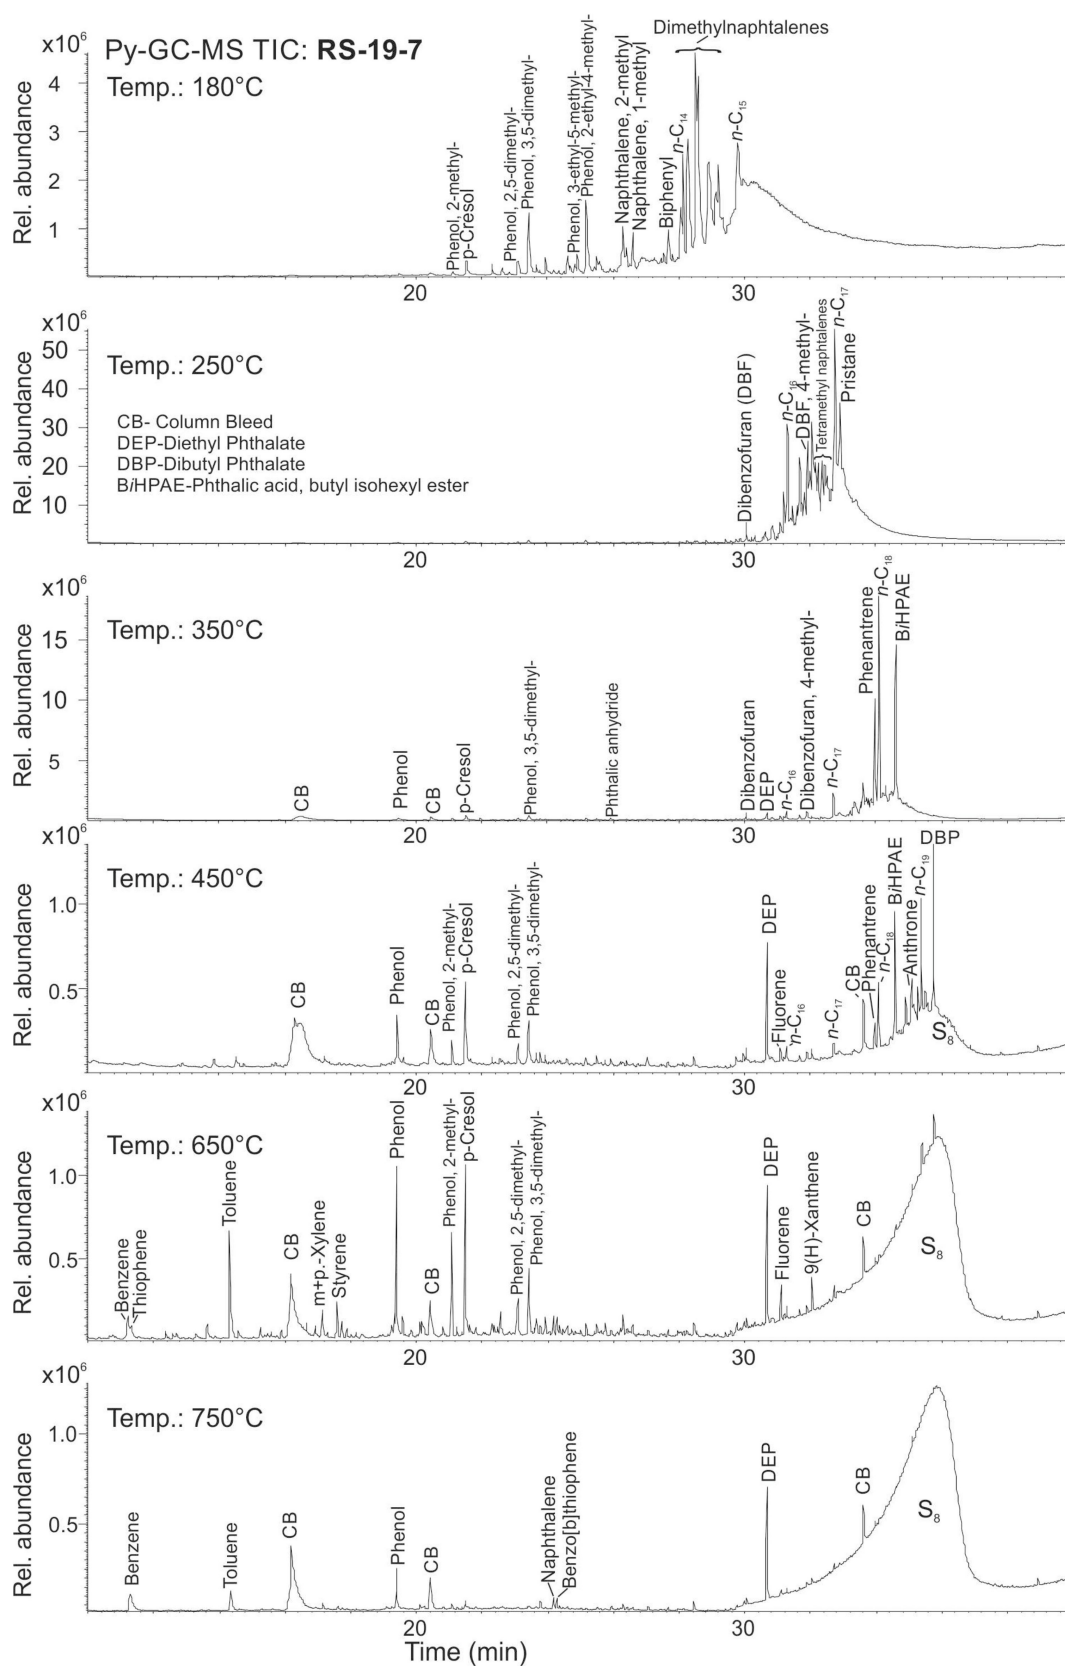 Py-GC-MS TIC: RS-19-7
Temp.: 180°C
x10⁶
Rel. abundance
4
3
2
1
Phenol, 2-methyl-
p-Cresol
Phenol, 2,5-dimethyl-
Phenol, 3,5-dimethyl-
Phenol, 3-ethyl-5-methyl-
Phenol, 2-ethyl-4-methyl-
Naphthalene, 2-methyl
Naphthalene, 1-methyl
Biphenyl
n-C₁₄
Dimethylnaphtalenes
n-C₁₅
20
30
x10⁶
Temp.: 250°C
Rel. abundance
50
40
30
20
10
CB- Column Bleed
DEP-Diethyl Phthalate
DBP-Dibutyl Phthalate
BiHPAE-Phthalic acid, butyl isohexyl ester
Dibenzofuran (DBF)
n-C₁₆
DBF, 4-methyl-
Tetramethyl naphtalenes
n-C₁₇
Pristane
20
30
x10⁶
Temp.: 350°C
Rel. abundance
15
10
5
CB
Phenol
CB
p-Cresol
Phenol, 3,5-dimethyl-
Phthalic anhydride
Dibenzofuran
DEP
n-C₁₆
Dibenzofuran, 4-methyl-
n-C₁₇
Phenantrene
n-C₁₈
BiHPAE
20
30
x10⁶
Temp.: 450°C
Rel. abundance
1.0
0.5
CB
Phenol
CB
Phenol, 2-methyl-
p-Cresol
Phenol, 2,5-dimethyl-
Phenol, 3,5-dimethyl-
DEP
Fluorene
n-C₁₆
n-C₁₇
CB
Phenantrene
n-C₁₈
BiHPAE
Anthrone
n-C₁₉
DBP
S₈
20
30
x10⁶
Temp.: 650°C
Rel. abundance
1.0
0.5
Benzene
Thiophene
Toluene
CB
m+p.-Xylene
Styrene
Phenol
CB
Phenol, 2-methyl-
p-Cresol
Phenol, 2,5-dimethyl-
Phenol, 3,5-dimethyl-
DEP
Fluorene
9(H)-Xanthene
CB
S₈
20
30
x10⁶
Temp.: 750°C
Rel. abundance
1.0
0.5
Benzene
Toluene
CB
Phenol
CB
Naphthalene
Benzo[b]thiophene
DEP
CB
S₈
20
30
Time (min)